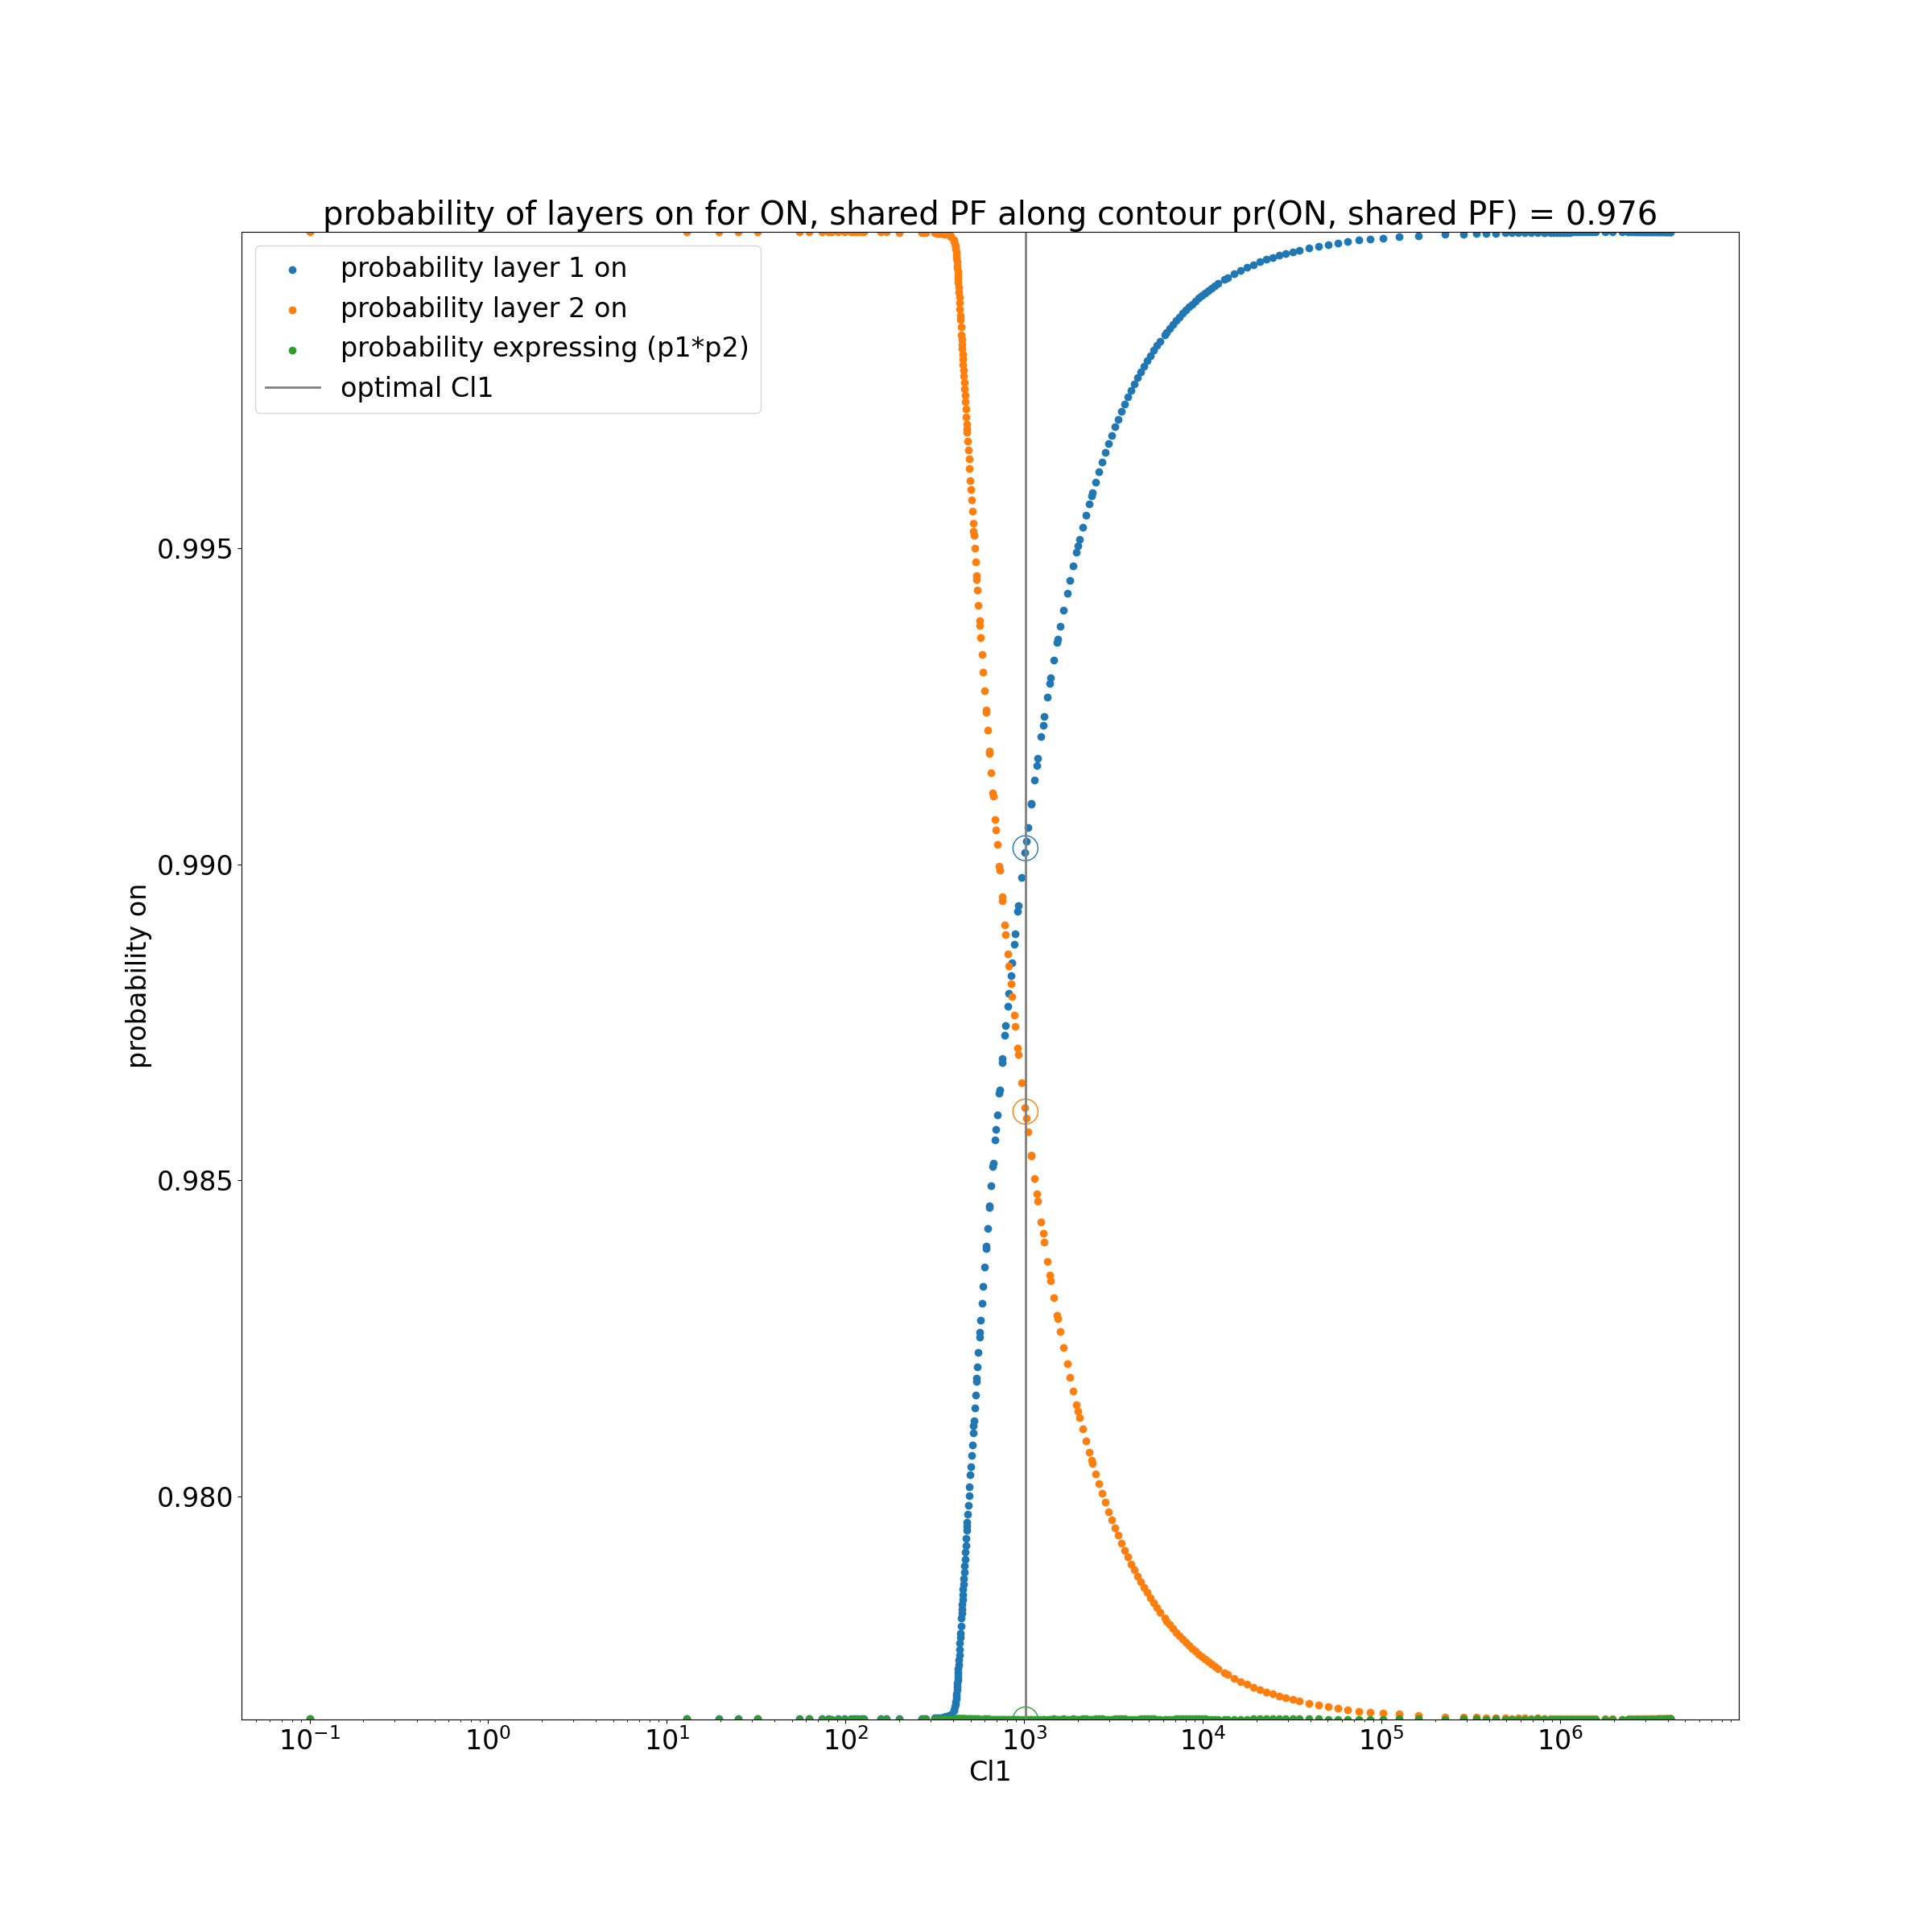 probability of layers on for ON, shared PF along contour pr(ON, shared PF) = 0.976
probability layer 1 on
probability layer 2 on
probability expressing (p1*p2)
optimal Cl1
0.995
0.990
0.985
0.980
probability on
10⁻¹ 10⁰ 10¹ 10² 10³ 10⁴ 10⁵ 10⁶
Cl1